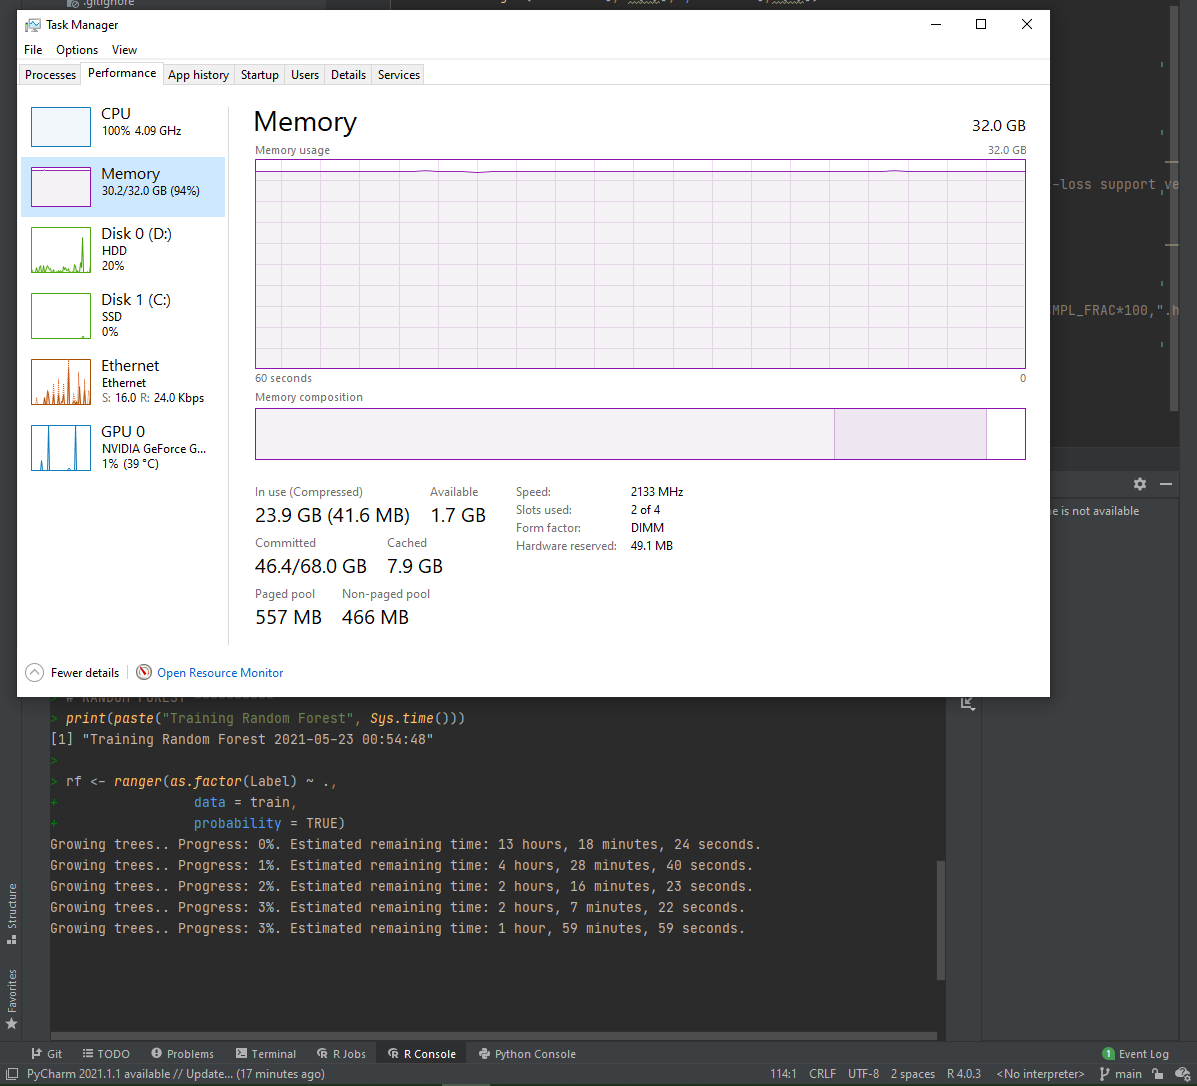 .gitignore
Task Manager
File Options View
Processes Performance App history Startup Users Details Services
CPU
100% 4.09 GHz
Memory
30.2/32.0 GB (94%)
Disk 0 (D:)
HDD
20%
Disk 1 (C:)
SSD
0%
Ethernet
Ethernet
S: 16.0 R: 24.0 Kbps
GPU 0
NVIDIA GeForce G...
1% (39 °C)
Memory 32.0 GB
Memory usage 32.0 GB
60 seconds 0
Memory composition
In use (Compressed) Available
23.9 GB (41.6 MB) 1.7 GB
Committed Cached
46.4/68.0 GB 7.9 GB
Paged pool Non-paged pool
557 MB 466 MB
Speed: 2133 MHz
Slots used: 2 of 4
Form factor: DIMM
Hardware reserved: 49.1 MB
Fewer details Open Resource Monitor
-loss support ve
MPL_FRAC*100,".h
e is not available
# RANDOM FOREST ----------
> print(paste("Training Random Forest", Sys.time()))
[1] "Training Random Forest 2021-05-23 00:54:48"
>
> rf <- ranger(as.factor(Label) ~ .,
+ data = train,
+ probability = TRUE)
Growing trees.. Progress: 0%. Estimated remaining time: 13 hours, 18 minutes, 24 seconds.
Growing trees.. Progress: 1%. Estimated remaining time: 4 hours, 28 minutes, 40 seconds.
Growing trees.. Progress: 2%. Estimated remaining time: 2 hours, 16 minutes, 23 seconds.
Growing trees.. Progress: 3%. Estimated remaining time: 2 hours, 7 minutes, 22 seconds.
Growing trees.. Progress: 3%. Estimated remaining time: 1 hour, 59 minutes, 59 seconds.
Structure
Favorites
Git TODO Problems Terminal R Jobs R Console Python Console 1 Event Log
PyCharm 2021.1.1 available // Update... (17 minutes ago) 114:1 CRLF UTF-8 2 spaces R 4.0.3 <No interpreter> main